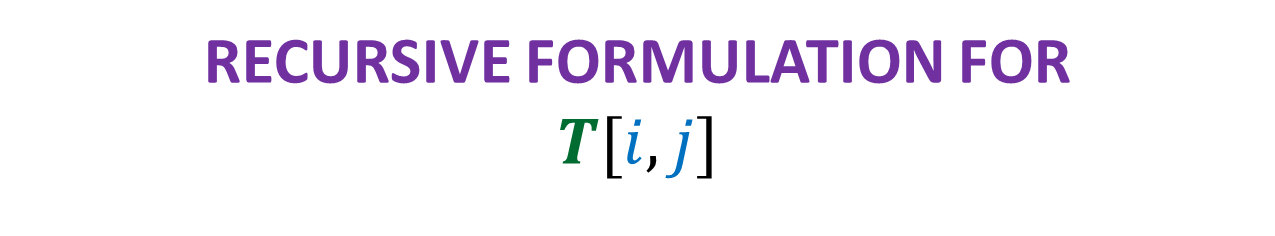 RECURSIVE FORMULATION FOR
T[i, j]